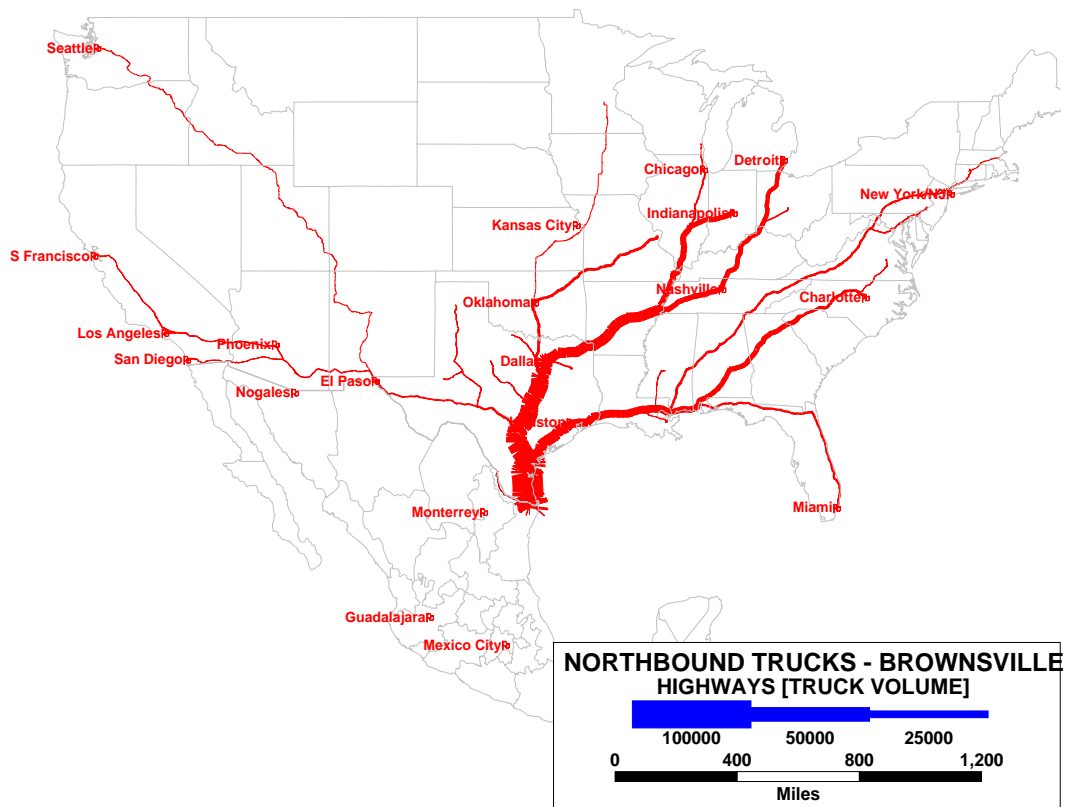 Seattle
Chicago
Detroit
New York/NJ
Indianapolis
Kansas City
S Francisco
Nashville
Charlotte
Oklahoma
Los Angeles
Phoenix
San Diego
Dalla
El Paso
Nogales
Houston
Monterrey
Miami
Guadalajara
Mexico City
NORTHBOUND TRUCKS - BROWNSVILLE
HIGHWAYS [TRUCK VOLUME]
100000 50000 25000
0 400 800 1,200
Miles